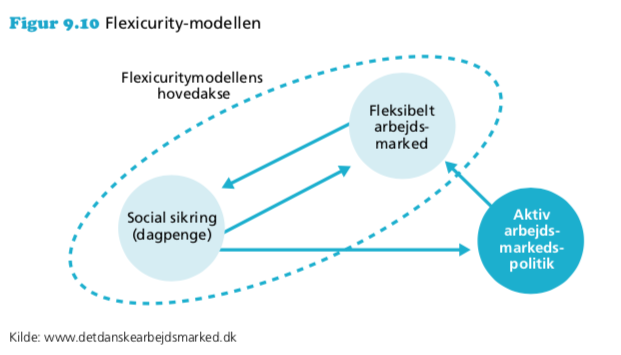 Figur 9.10 Flexicurity-modellen
Flexicuritymodellens
hovedakse
Fleksibelt
arbejds-
marked
Social sikring
(dagpenge)
Aktiv
arbejds-
markeds-
politik
Kilde: www.detdanskearbejdsmarked.dk